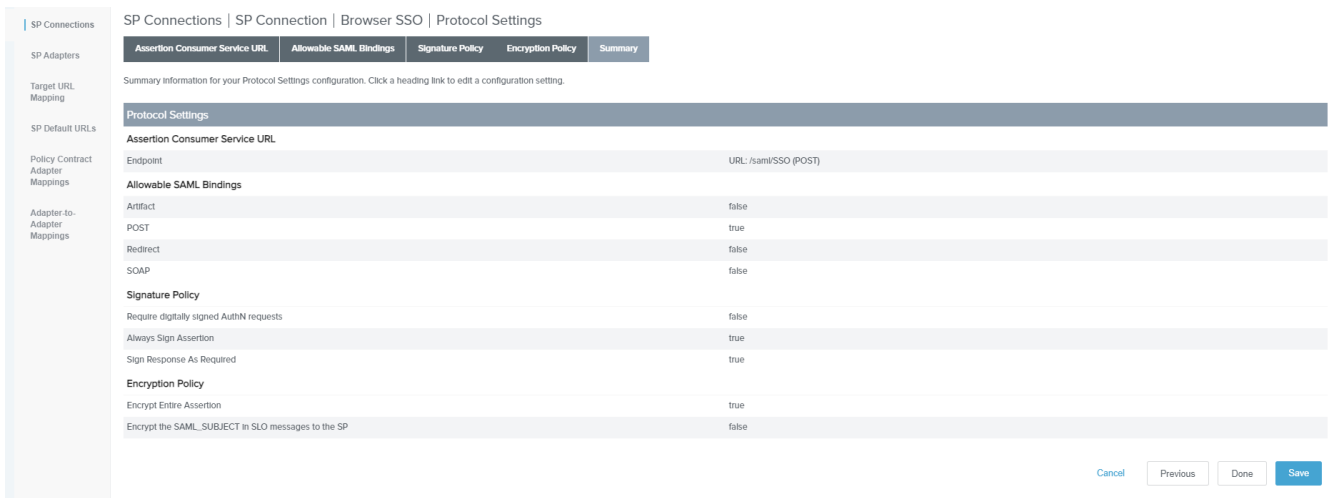 SP Connections
SP Adapters
Target URL
Mapping
SP Default URLs
Policy Contract
Adapter
Mappings
Adapter-to-
Adapter
Mappings
SP Connections | SP Connection | Browser SSO | Protocol Settings
Assertion Consumer Service URL Allowable SAML Bindings Signature Policy Encryption Policy Summary
Summary information for your Protocol Settings configuration. Click a heading link to edit a configuration setting.
Protocol Settings
Assertion Consumer Service URL
Endpoint URL: /saml/SSO (POST)
Allowable SAML Bindings
Artifact false
POST true
Redirect false
SOAP false
Signature Policy
Require digitally signed AuthN requests false
Always Sign Assertion true
Sign Response As Required true
Encryption Policy
Encrypt Entire Assertion true
Encrypt the SAML_SUBJECT in SLO messages to the SP false
Cancel Previous Done Save